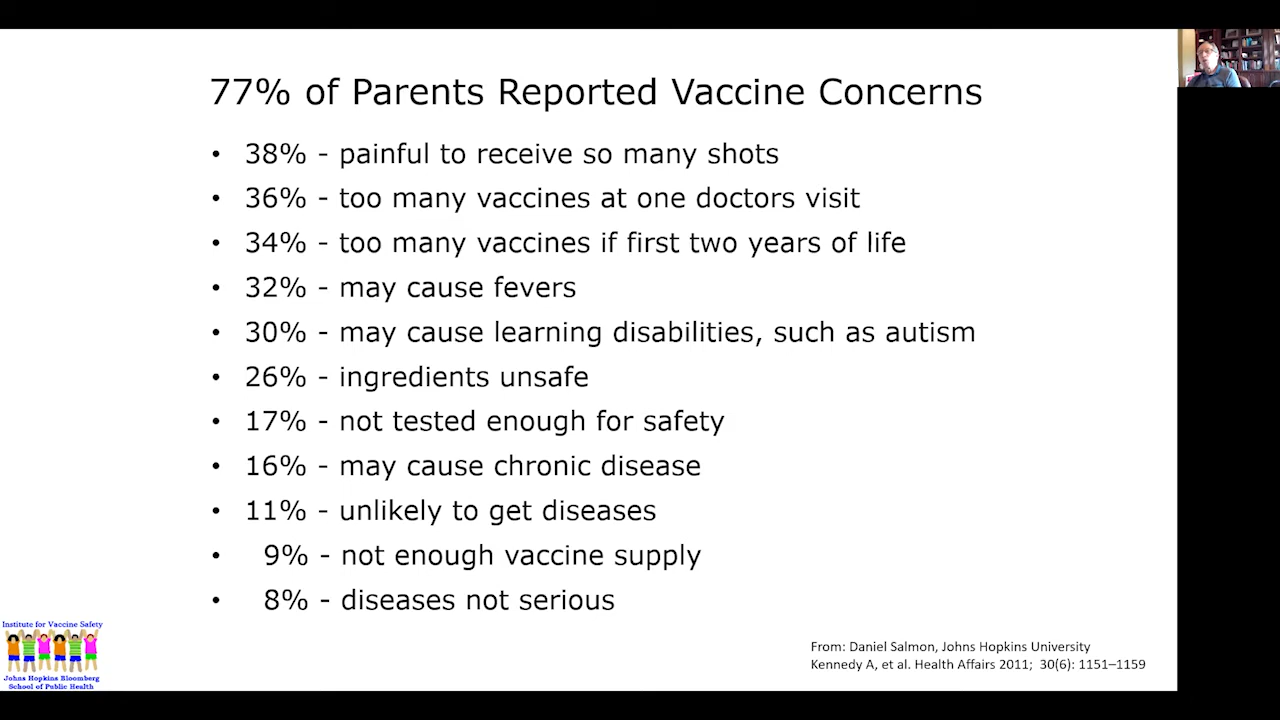 77% of Parents Reported Vaccine Concerns
• 38% - painful to receive so many shots
• 36% - too many vaccines at one doctors visit
• 34% - too many vaccines if first two years of life
• 32% - may cause fevers
• 30% - may cause learning disabilities, such as autism
• 26% - ingredients unsafe
• 17% - not tested enough for safety
• 16% - may cause chronic disease
• 11% - unlikely to get diseases
• 9% - not enough vaccine supply
• 8% - diseases not serious
Institute for Vaccine Safety
Johns Hopkins Bloomberg
School of Public Health
From: Daniel Salmon, Johns Hopkins University
Kennedy A, et al. Health Affairs 2011; 30(6): 1151–1159